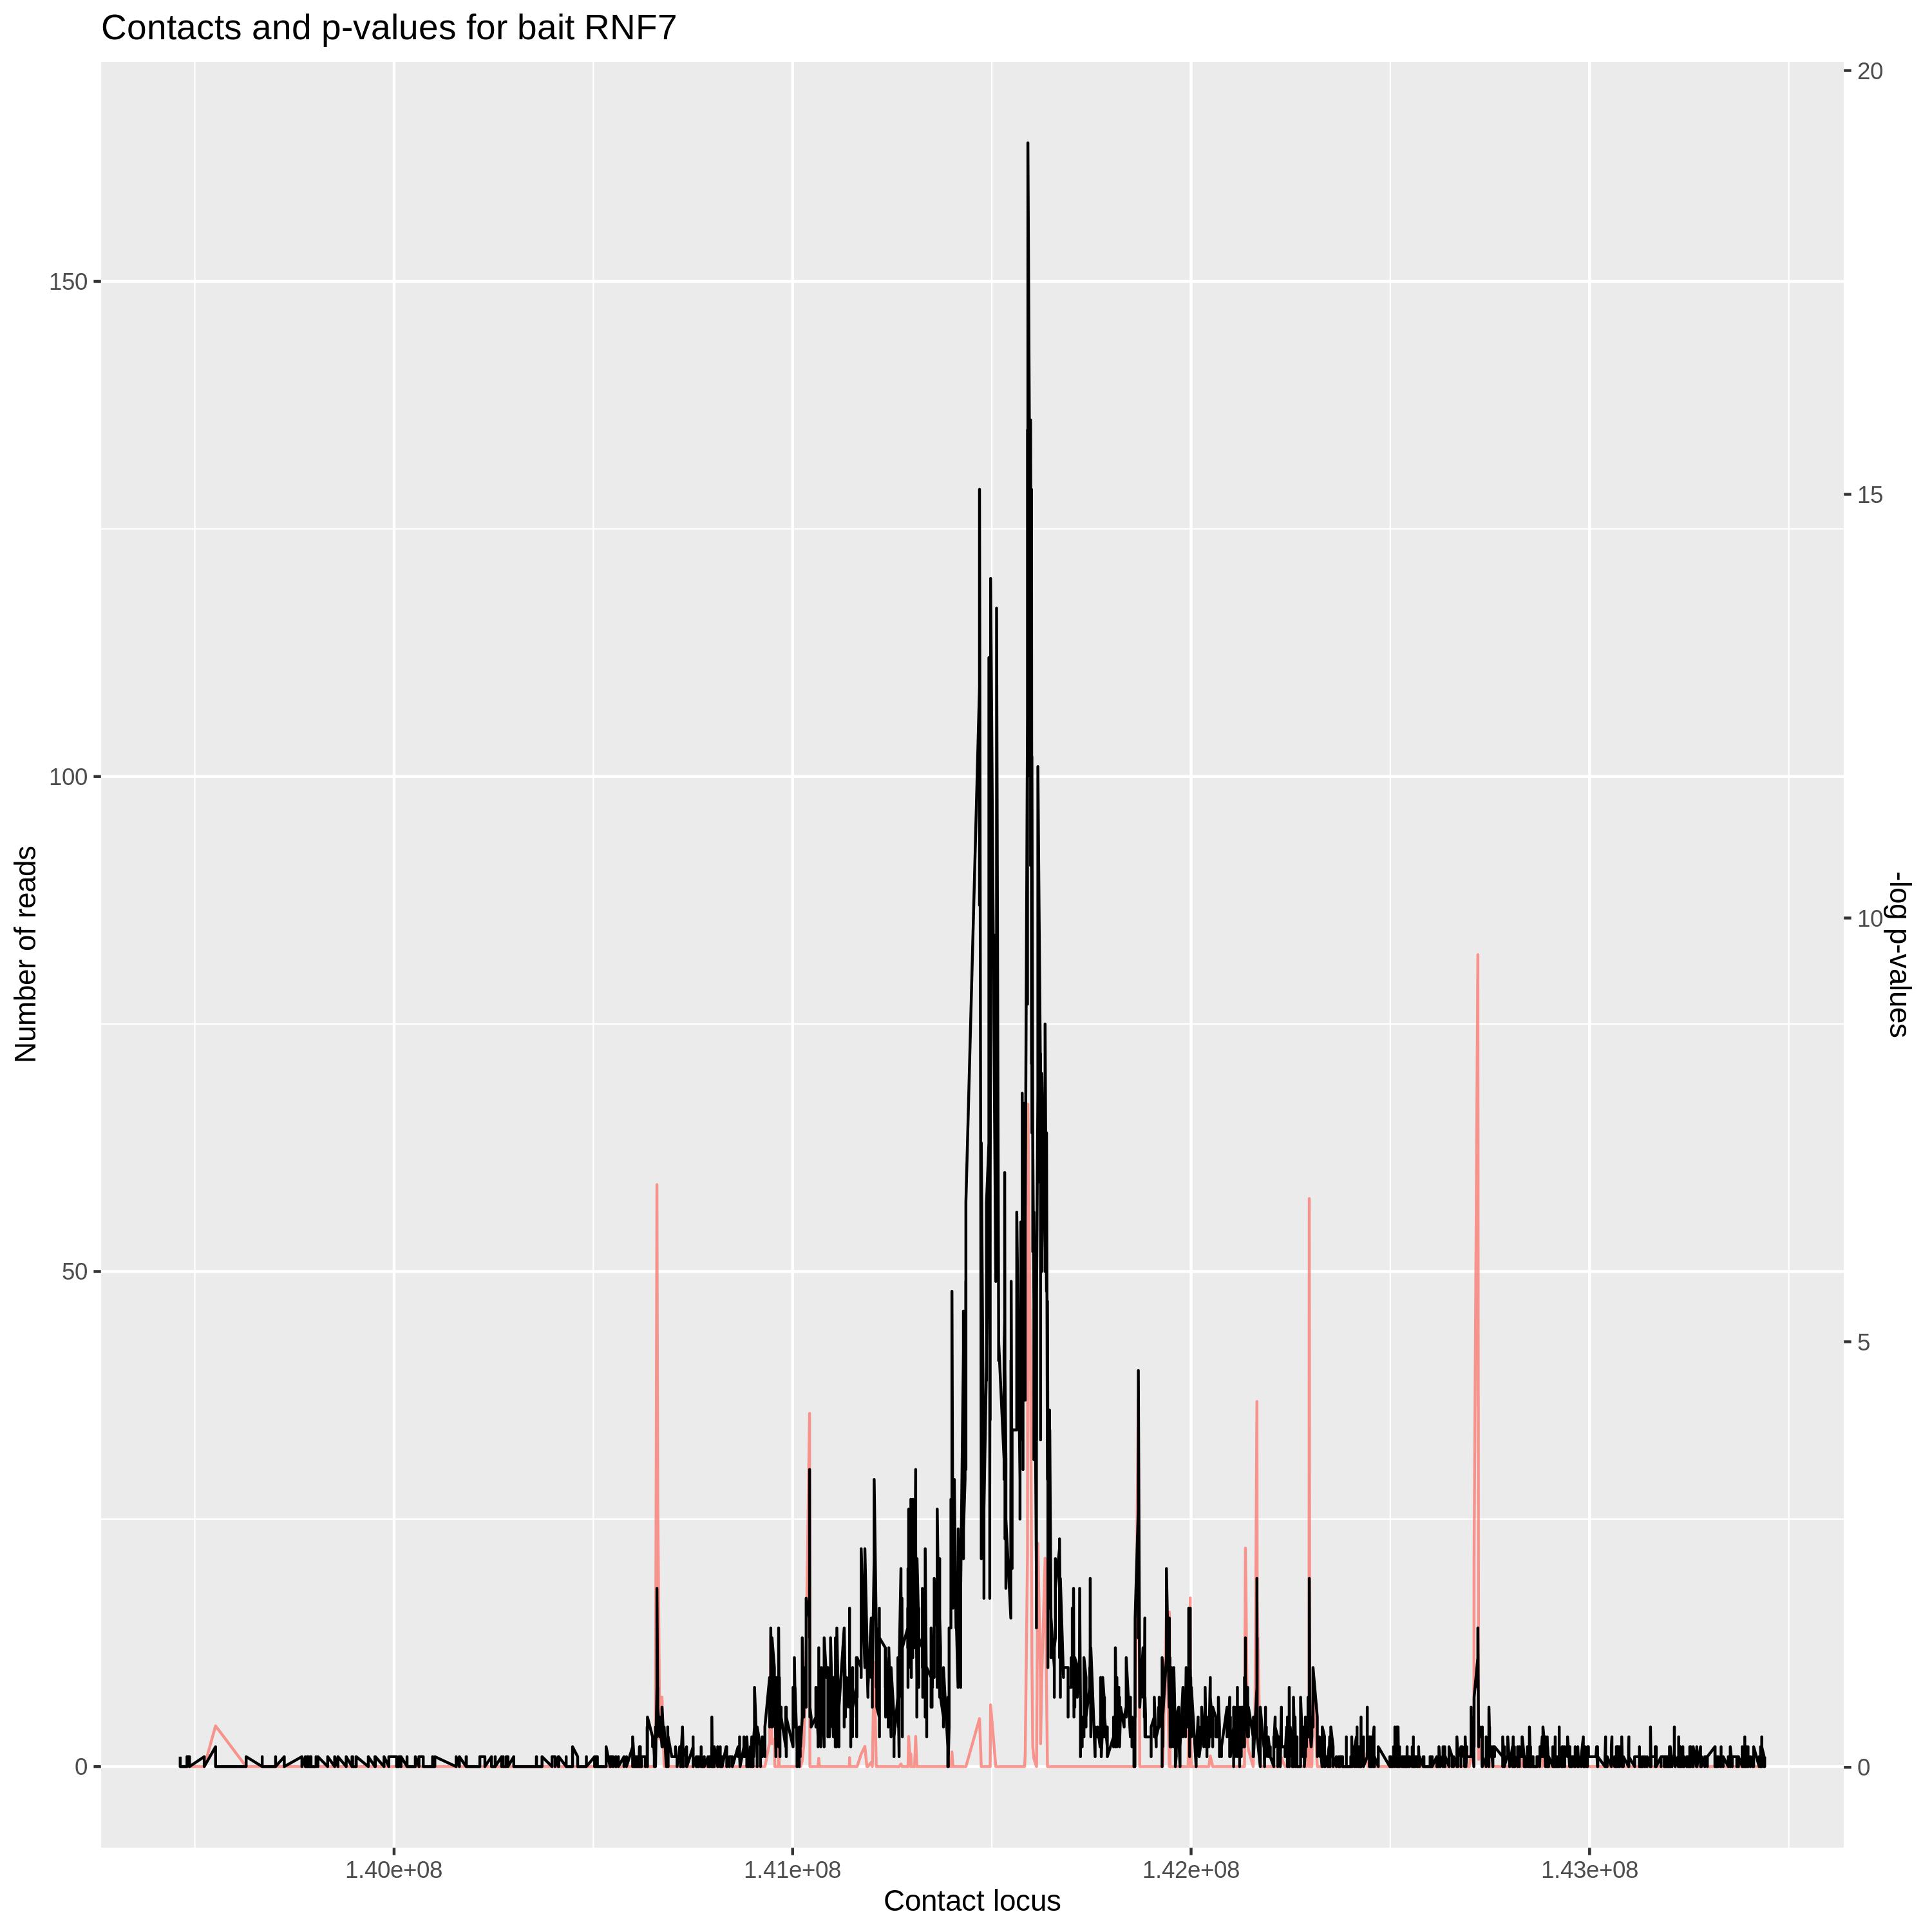 Contacts and p-values for bait RNF7
150
100
50
0
20
15
10
5
0
Number of reads
-log p-values
1.40e+08
1.41e+08
1.42e+08
1.43e+08
Contact locus